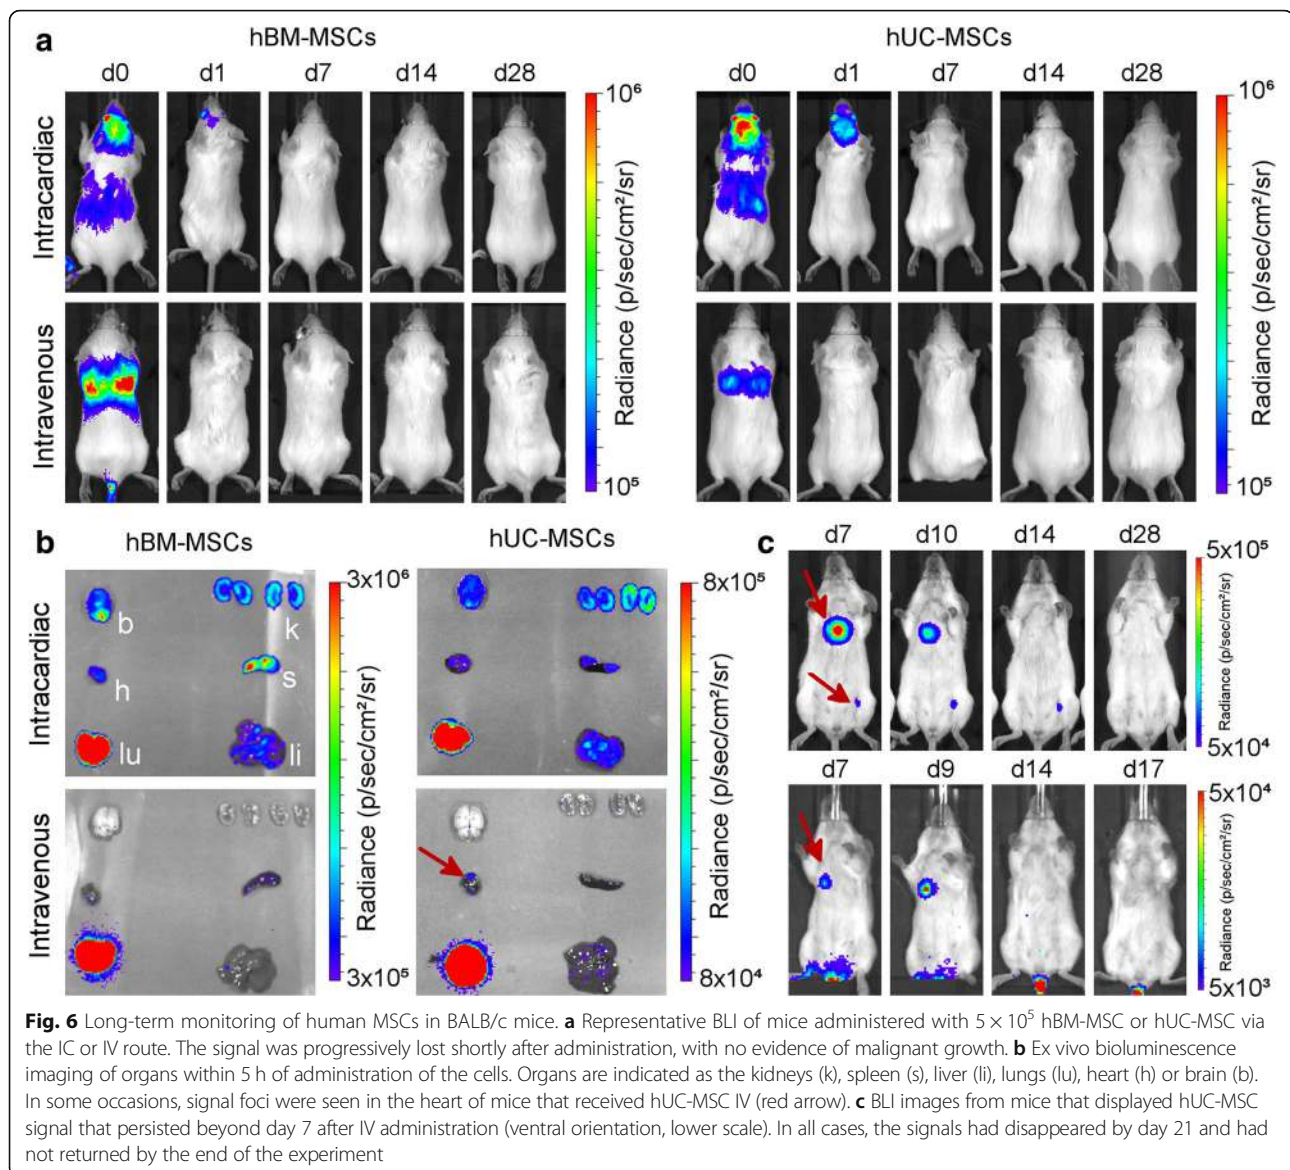 a
hBM-MSCs
hUC-MSCs
d0 d1 d7 d14 d28
d0 d1 d7 d14 d28
Intracardiac
Intravenous
10⁶
Radiance (p/sec/cm²/sr)
10⁵
10⁶
Radiance (p/sec/cm²/sr)
10⁵
b
hBM-MSCs
hUC-MSCs
Intracardiac
Intravenous
b
k
h
s
lu
li
3x10⁶
Radiance (p/sec/cm²/sr)
3x10⁵
8x10⁵
Radiance (p/sec/cm²/sr)
8x10⁴
c
d7 d10 d14 d28
5x10⁵
Radiance (p/sec/cm²/sr)
5x10⁴
d7 d9 d14 d17
5x10⁴
Radiance (p/sec/cm²/sr)
5x10³
Fig. 6 Long-term monitoring of human MSCs in BALB/c mice. a Representative BLI of mice administered with 5 × 10⁵ hBM-MSC or hUC-MSC via
the IC or IV route. The signal was progressively lost shortly after administration, with no evidence of malignant growth. b Ex vivo bioluminescence
imaging of organs within 5 h of administration of the cells. Organs are indicated as the kidneys (k), spleen (s), liver (li), lungs (lu), heart (h) or brain (b).
In some occasions, signal foci were seen in the heart of mice that received hUC-MSC IV (red arrow). c BLI images from mice that displayed hUC-MSC
signal that persisted beyond day 7 after IV administration (ventral orientation, lower scale). In all cases, the signals had disappeared by day 21 and had
not returned by the end of the experiment